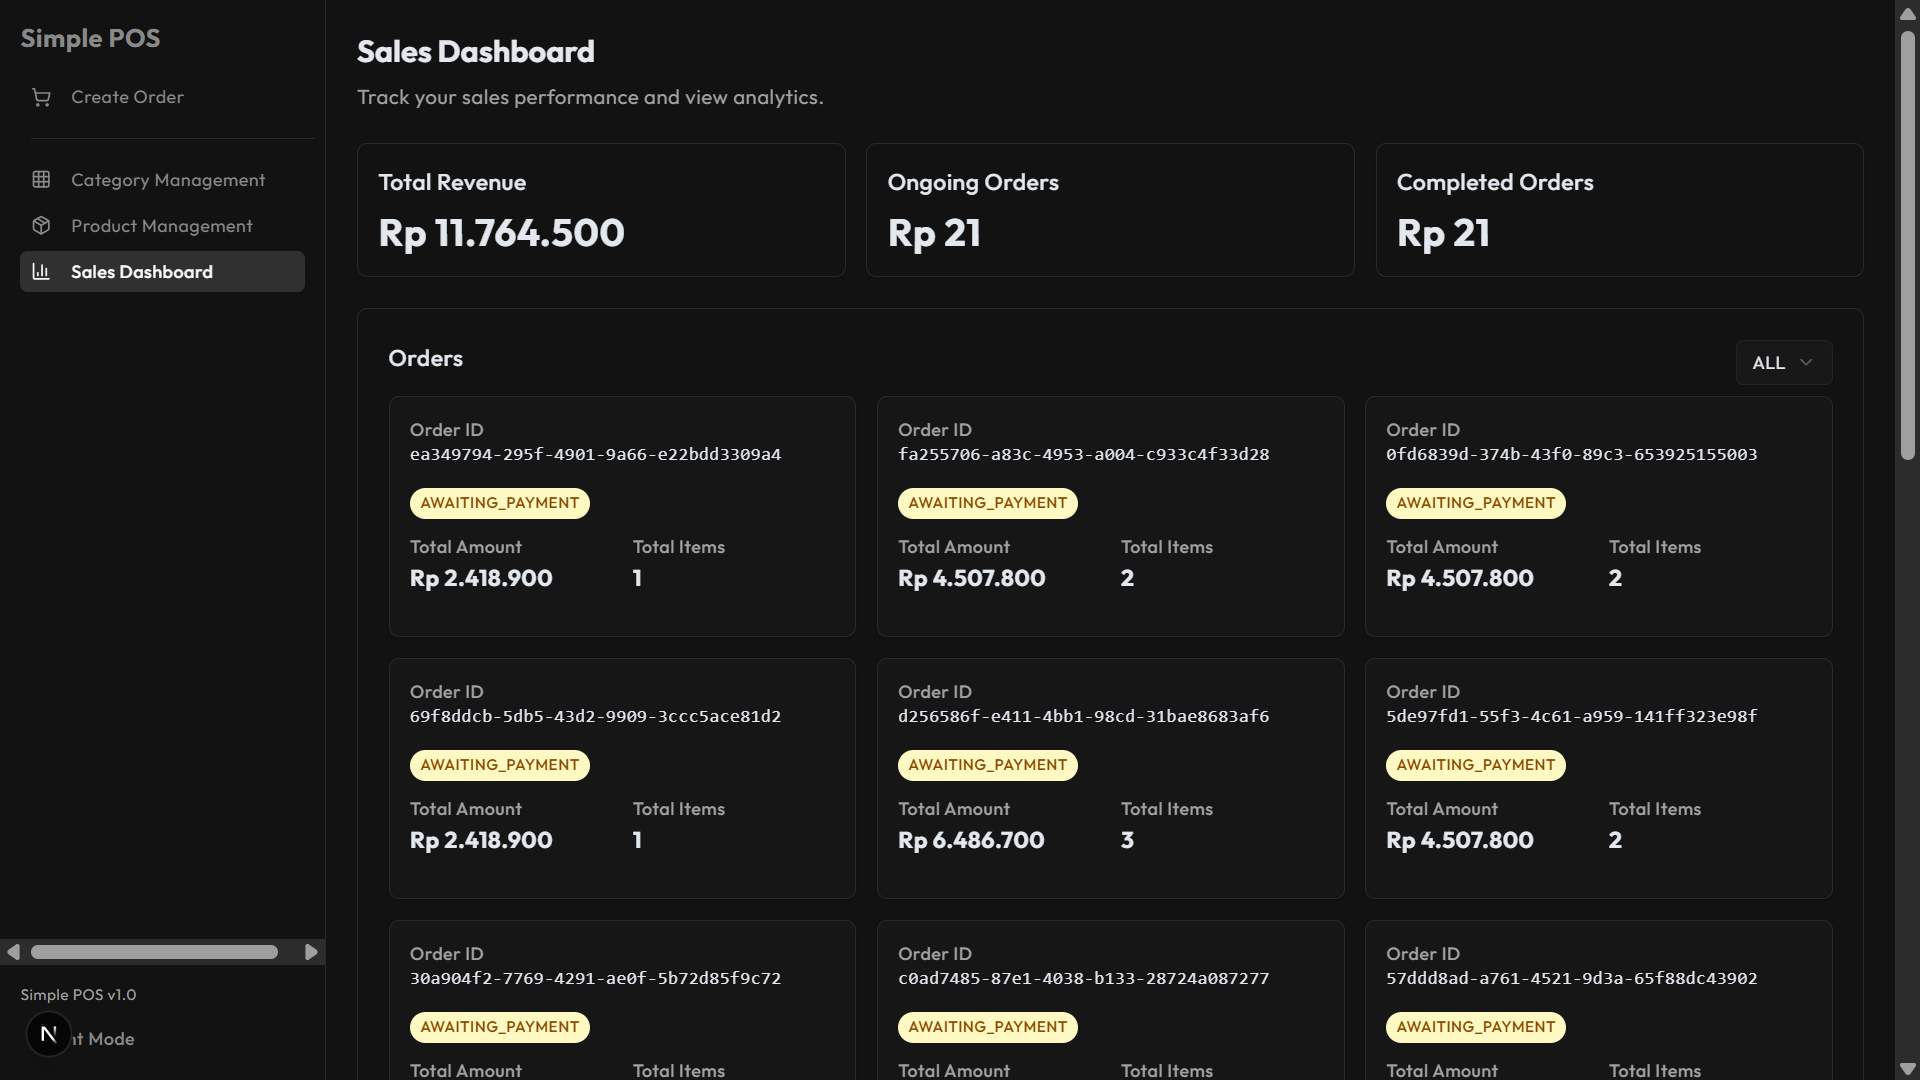 Simple POS
Create Order
Category Management
Product Management
Sales Dashboard
Simple POS v1.0
N
Mode
Sales Dashboard
Track your sales performance and view analytics.
Total Revenue
Rp 11.764.500
Ongoing Orders
Rp 21
Completed Orders
Rp 21
Orders
ALL
Order ID
ea349794-295f-4901-9a66-e22bdd3309a4
AWAITING_PAYMENT
Total Amount Total Items
Rp 2.418.900 1
Order ID
fa255706-a83c-4953-a004-c933c4f33d28
AWAITING_PAYMENT
Total Amount Total Items
Rp 4.507.800 2
Order ID
0fd6839d-374b-43f0-89c3-653925155003
AWAITING_PAYMENT
Total Amount Total Items
Rp 4.507.800 2
Order ID
69f8ddcb-5db5-43d2-9909-3ccc5ace81d2
AWAITING_PAYMENT
Total Amount Total Items
Rp 2.418.900 1
Order ID
d256586f-e411-4bb1-98cd-31bae8683af6
AWAITING_PAYMENT
Total Amount Total Items
Rp 6.486.700 3
Order ID
5de97fd1-55f3-4c61-a959-141ff323e98f
AWAITING_PAYMENT
Total Amount Total Items
Rp 4.507.800 2
Order ID
30a904f2-7769-4291-ae0f-5b72d85f9c72
AWAITING_PAYMENT
Total Amount Total Items
Order ID
c0ad7485-87e1-4038-b133-28724a087277
AWAITING_PAYMENT
Total Amount Total Items
Order ID
57ddd8ad-a761-4521-9d3a-65f88dc43902
AWAITING_PAYMENT
Total Amount Total Items